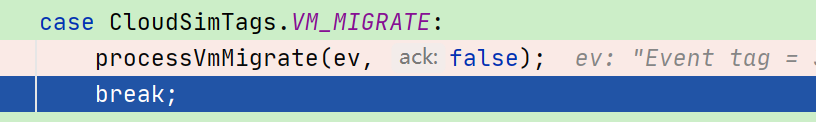 case CloudSimTags.VM_MIGRATE:
processVmMigrate(ev, ack: false); ev: "Event tag =
break;